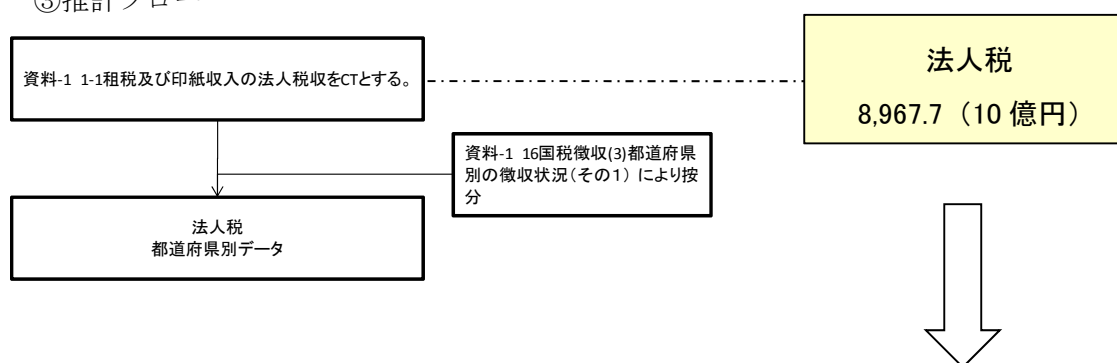 ③推計フロー
資料-1 1-1租税及び印紙収入の法人税収をCTとする。
法人税
8,967.7（10 億円）
資料-1 16国税徴収(3)都道府県
別の徴収状況（その１）により按
分
法人税
都道府県別データ